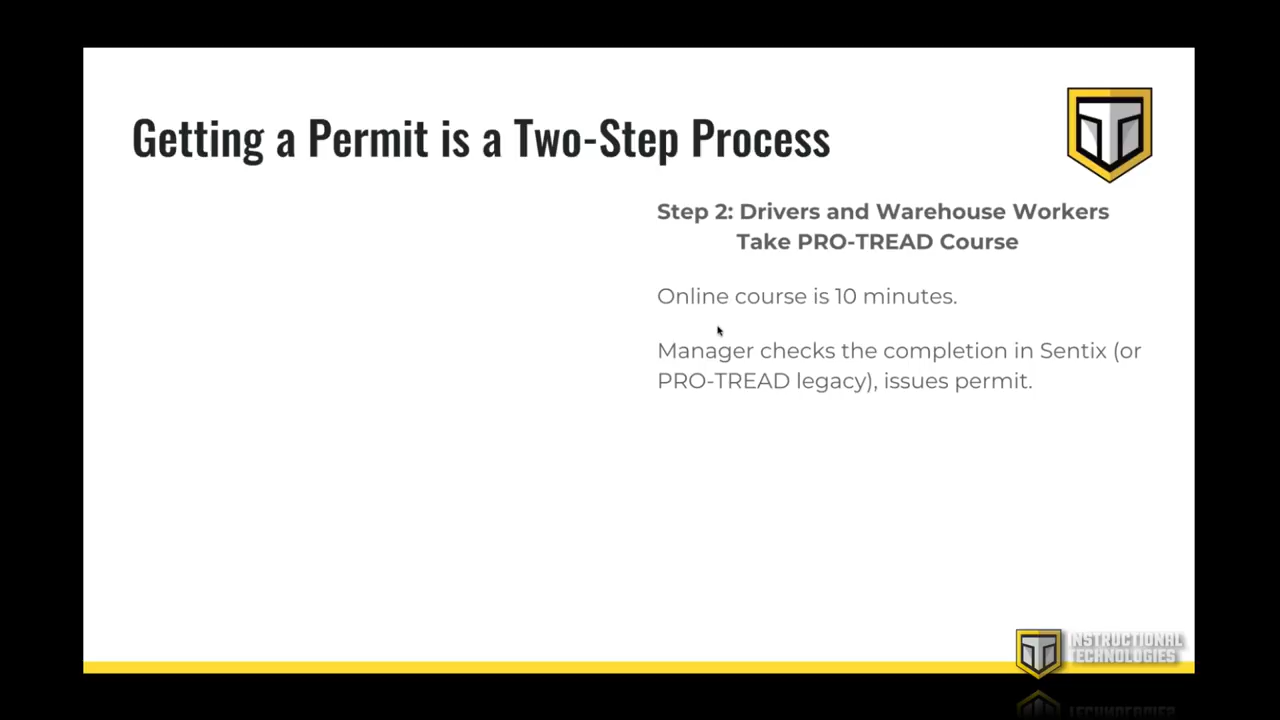 Getting a Permit is a Two-Step Process
Step 2: Drivers and Warehouse Workers
Take PRO-TREAD Course
Online course is 10 minutes.
Manager checks the completion in Sentix (or
PRO-TREAD legacy), issues permit.
INSTRUCTIONAL
TECHNOLOGIES